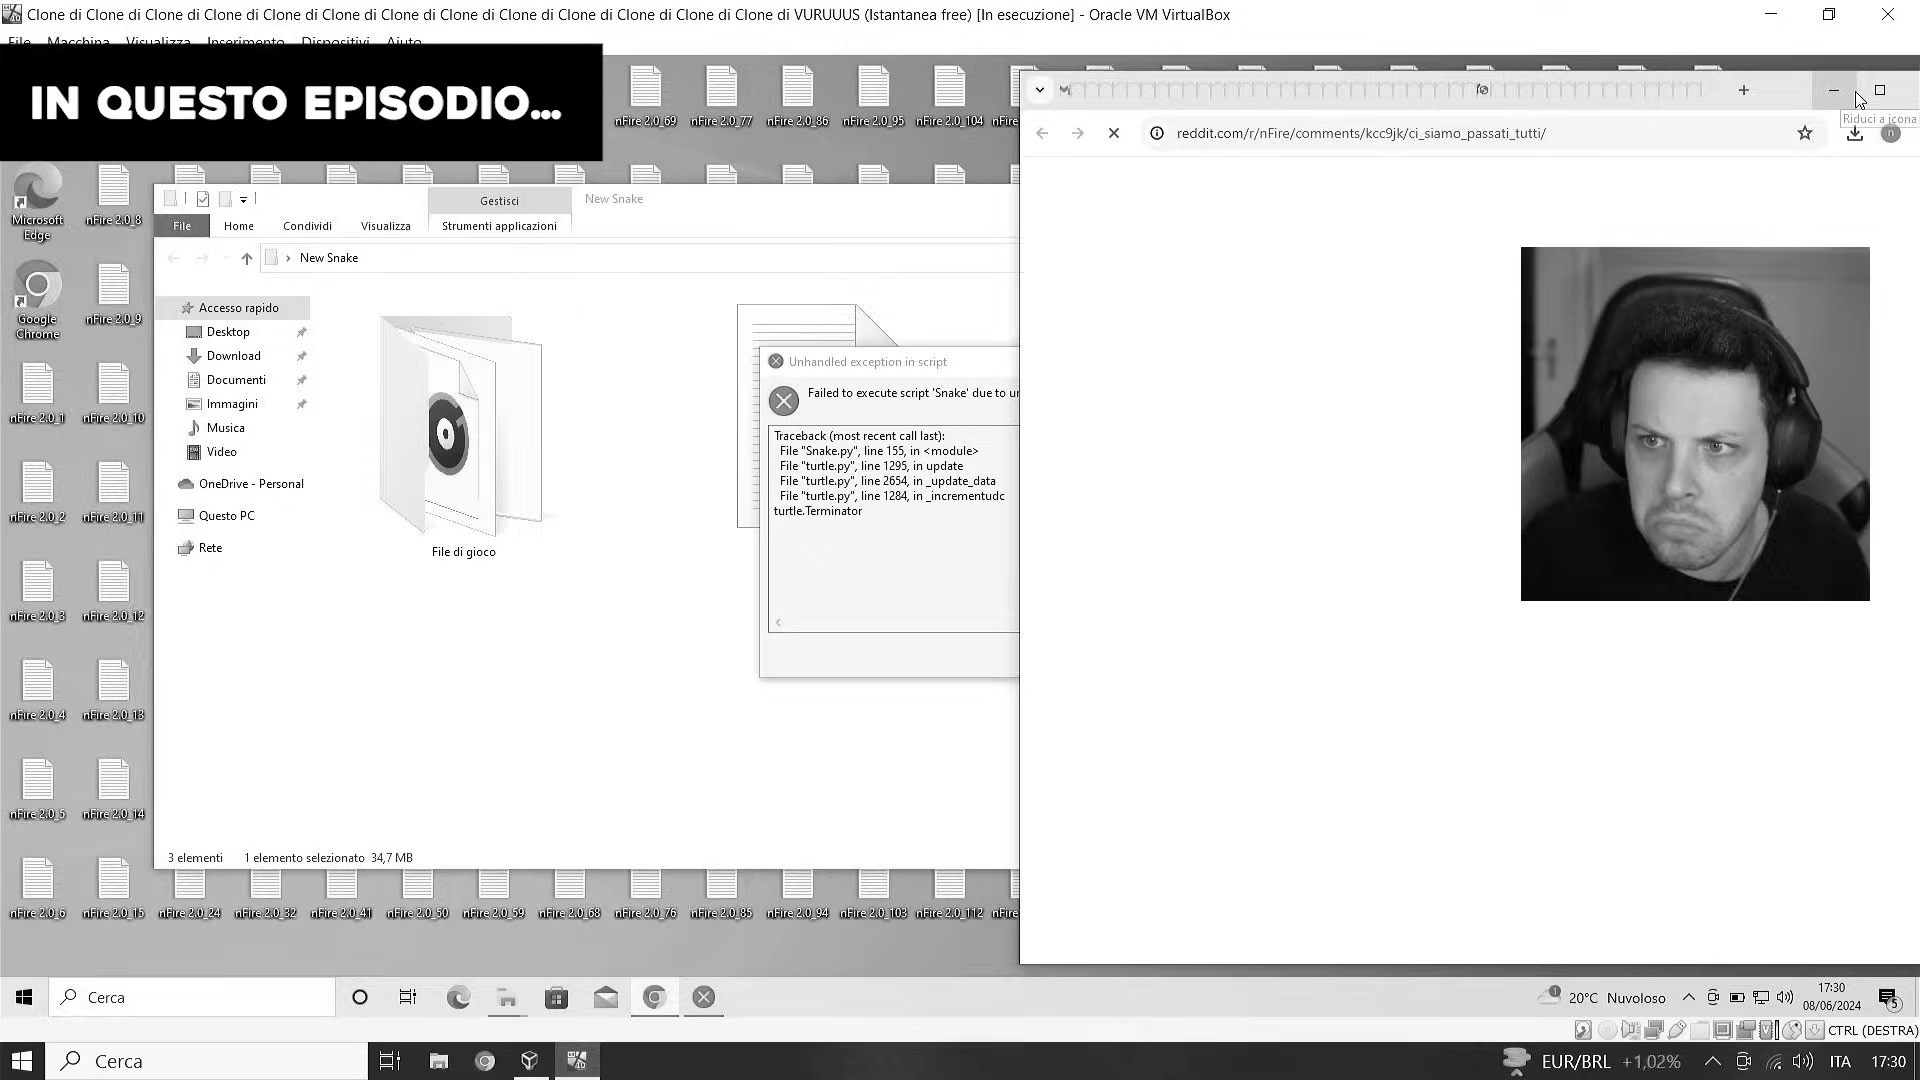 Clone di Clone di Clone di Clone di Clone di Clone di Clone di Clone di Clone di Clone di Clone di Clone di Clone di VURUUUS (Istantanea free) [In esecuzione] - Oracle VM VirtualBox
File Macchina Visualizza Inserimento Dispositivi Aiuto
IN QUESTO EPISODIO...
nFire 2.0_69
nFire 2.0_77
nFire 2.0_86
nFire 2.0_95
nFire 2.0_104
reddit.com/r/nFire/comments/kcc9jk/ci_siamo_passati_tutti/
Riduci a icona
n
Microsoft Edge
nFire 2.0_8
Google Chrome
nFire 2.0_9
nFire 2.0_1
nFire 2.0_10
nFire 2.0_2
nFire 2.0_11
nFire 2.0_3
nFire 2.0_12
nFire 2.0_4
nFire 2.0_13
nFire 2.0_5
nFire 2.0_14
Gestisci
New Snake
File
Home
Condividi
Visualizza
Strumenti applicazioni
New Snake
Accesso rapido
Desktop
Download
Documenti
Immagini
Musica
Video
OneDrive - Personal
Questo PC
Rete
File di gioco
Unhandled exception in script
Failed to execute script 'Snake' due to un
Traceback (most recent call last):
File "Snake.py", line 155, in <module>
File "turtle.py", line 1295, in update
File "turtle.py", line 2654, in _update_data
File "turtle.py", line 1284, in _incrementudc
turtle.Terminator
3 elementi 1 elemento selezionato 34,7 MB
nFire 2.0_6
nFire 2.0_15
nFire 2.0_24
nFire 2.0_32
nFire 2.0_41
nFire 2.0_50
nFire 2.0_59
nFire 2.0_68
nFire 2.0_76
nFire 2.0_85
nFire 2.0_94
nFire 2.0_103
nFire 2.0_112
nFire
Cerca
1
20°C Nuvoloso
17:30
08/06/2024
5
CTRL (DESTRA)
Cerca
EUR/BRL +1,02%
ITA
17:30